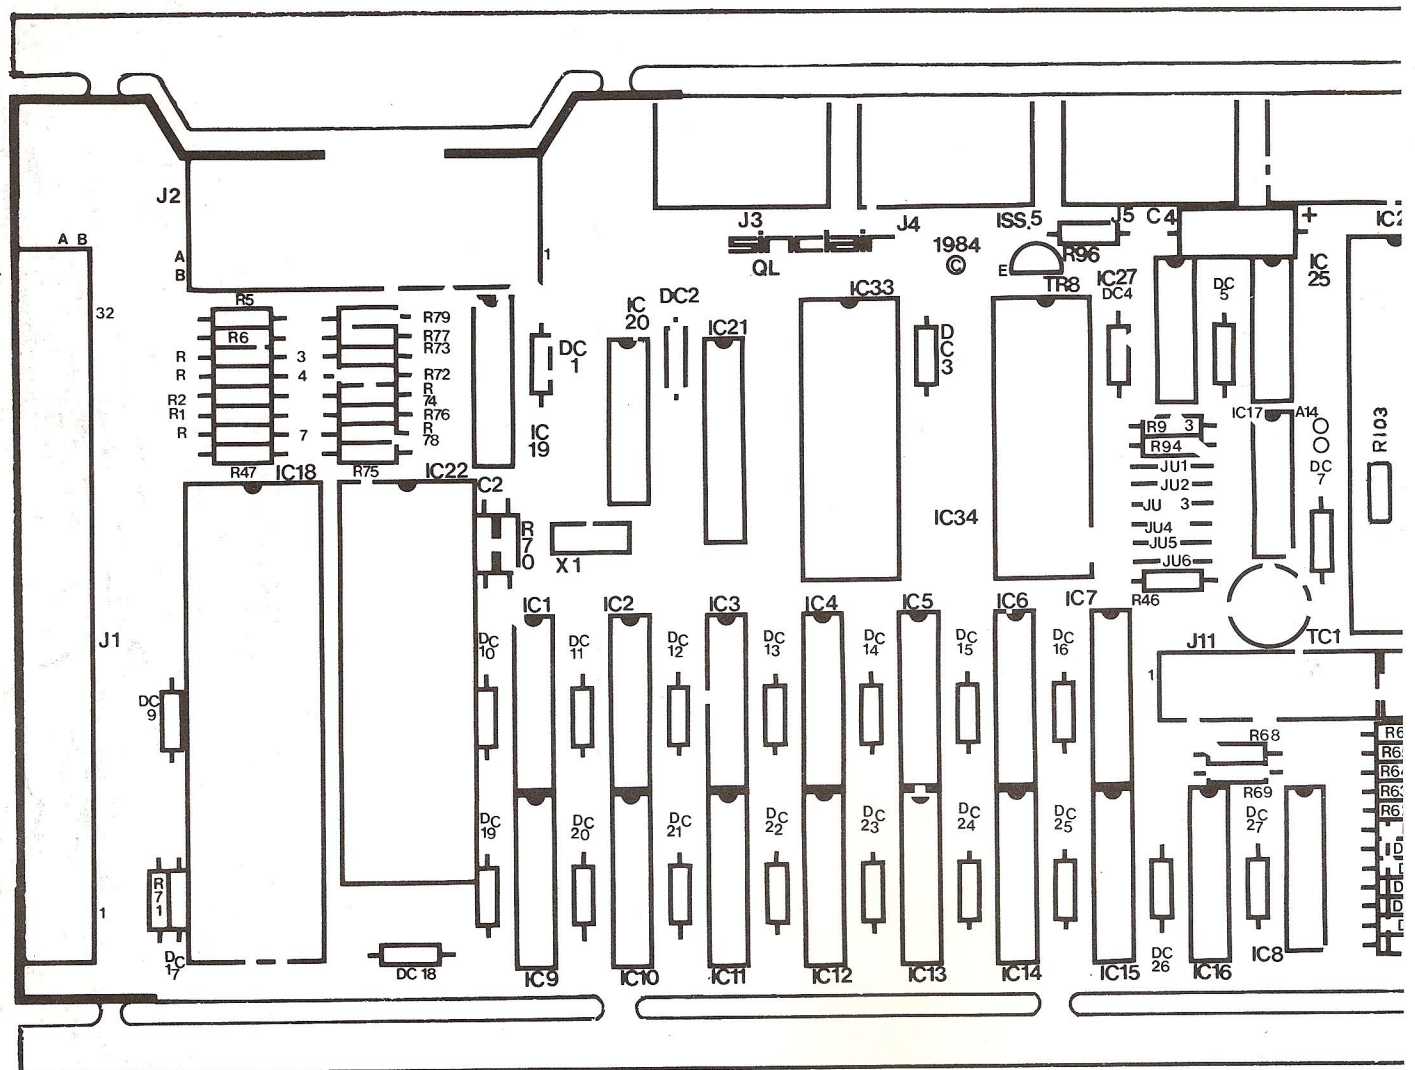 J2
A B
A
B
1
32
J3
J4
ISS.5
J5
C4
+
sinclair
QL
1984
©
E
R96
TR8
IC27
DC4
DC
5
IC
25
R5
R6
R 3
R 4
R2
R1
R 7
R47
R79
R77
R73
R72
R
74
R76
R
78
R75
IC18
IC22
C2
R
7
0
DC
1
IC
19
IC
20
DC2
IC21
X1
IC33
D
C
3
IC34
IC17
A14
R9 3
R94
JU1
JU2
JU 3
JU4
JU5
JU6
R46
DC
7
R103
TC1
J11
1
J1
1
IC1
IC2
IC3
IC4
IC5
IC6
IC7
DC
10
DC
11
DC
12
DC
13
DC
14
DC
15
DC
16
DC
9
R68
R69
DC
19
DC
20
DC
21
DC
22
DC
23
DC
24
DC
25
DC
27
R64
R63
R
7
1
DC
17
DC 18
IC9
IC10
IC11
IC12
IC13
IC14
IC15
DC
26
IC16
IC8